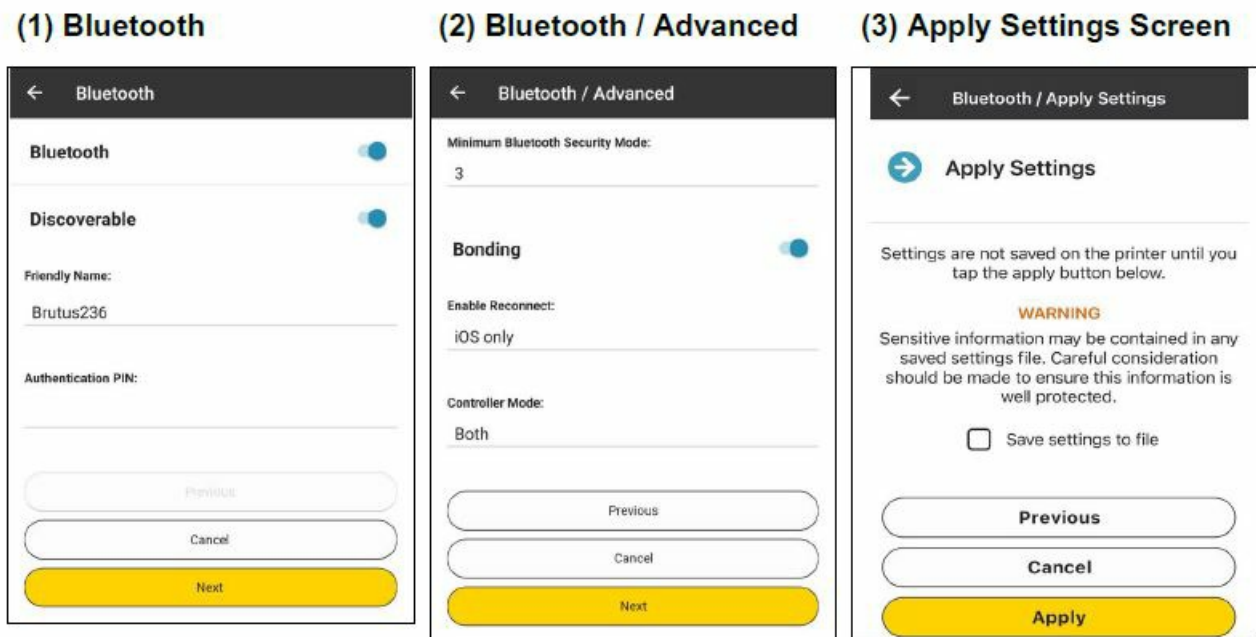 (1) Bluetooth
Bluetooth
Bluetooth
Discoverable
Friendly Name:
Brutus236
Authentication PIN:
Previous
Cancel
Next
(2) Bluetooth / Advanced
Bluetooth / Advanced
Minimum Bluetooth Security Mode:
3
Bonding
Enable Reconnect:
iOS only
Controller Mode:
Both
Previous
Cancel
Next
(3) Apply Settings Screen
Bluetooth / Apply Settings
Apply Settings
Settings are not saved on the printer until you
tap the apply button below.
WARNING
Sensitive information may be contained in any
saved settings file. Careful consideration
should be made to ensure this information is
well protected.
Save settings to file
Previous
Cancel
Apply